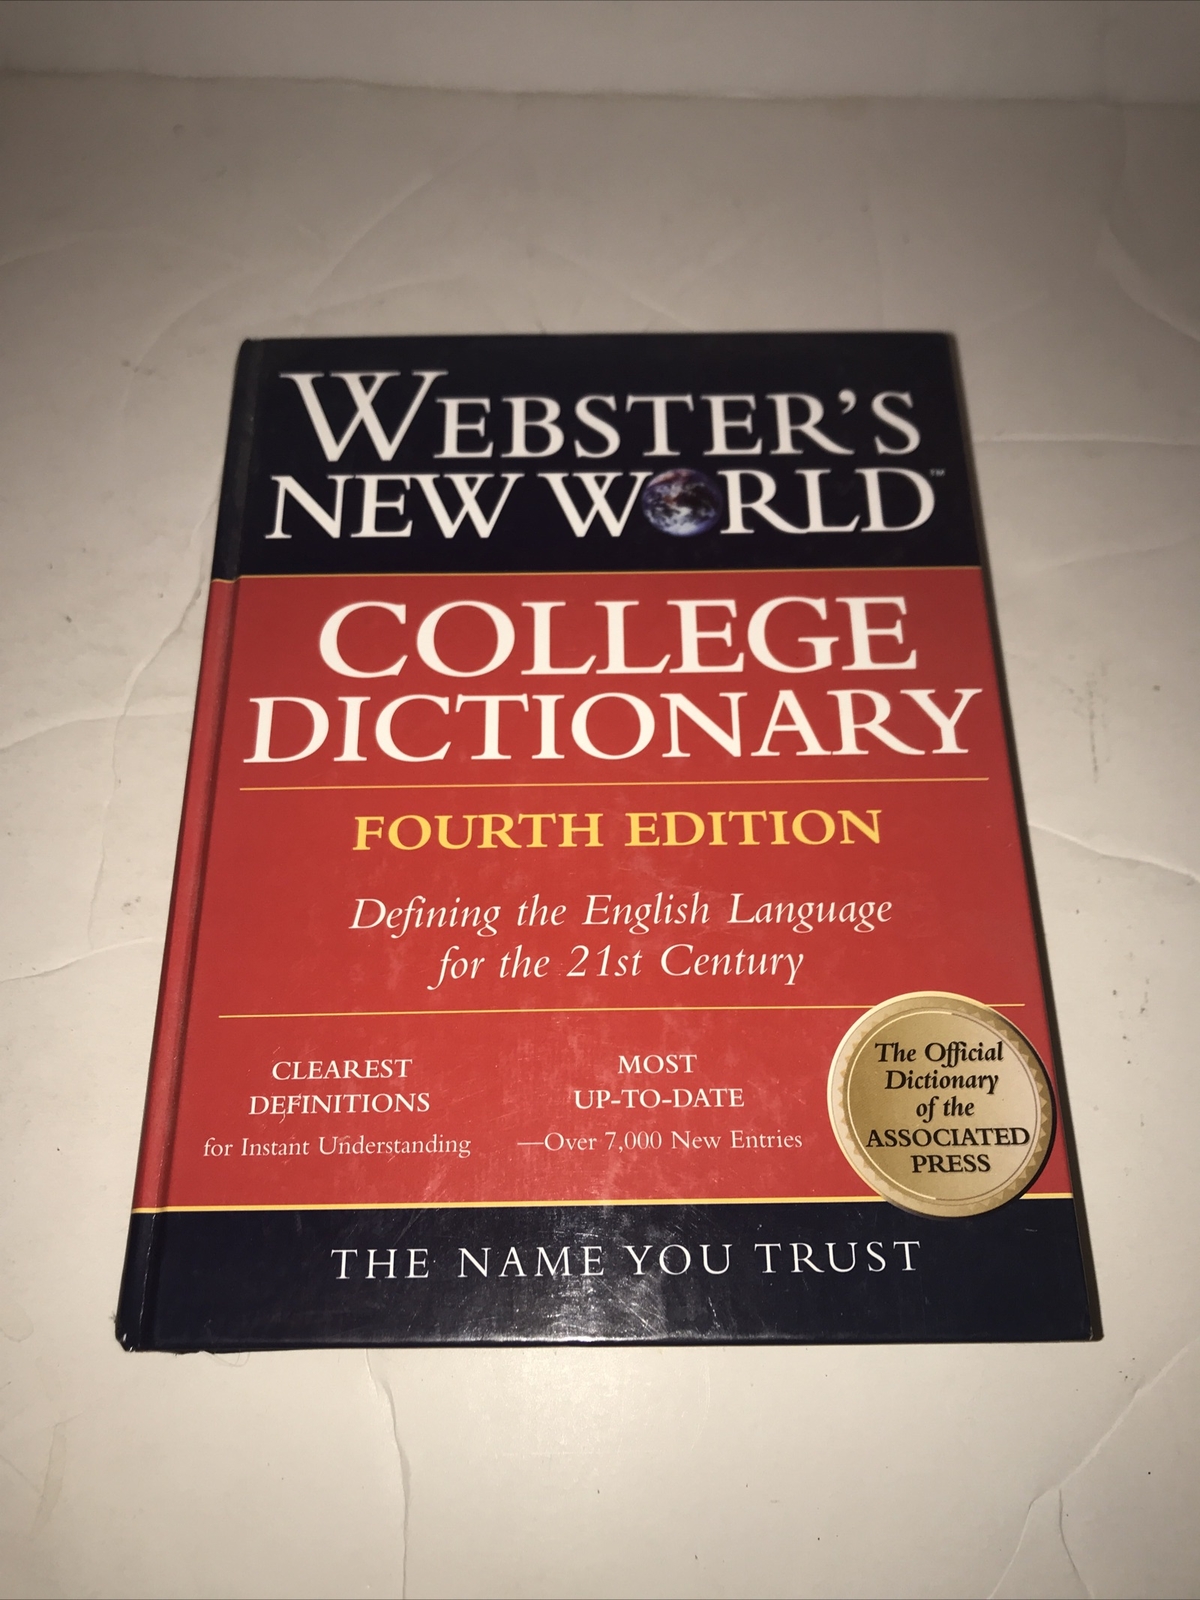 WEBSTER'S
NEW WORLD™
COLLEGE
DICTIONARY
FOURTH EDITION
Defining the English Language
for the 21st Century
CLEAREST
DEFINITIONS
for Instant Understanding
MOST
UP-TO-DATE
—Over 7,000 New Entries
The Official
Dictionary
of the
ASSOCIATED
PRESS
THE NAME YOU TRUST